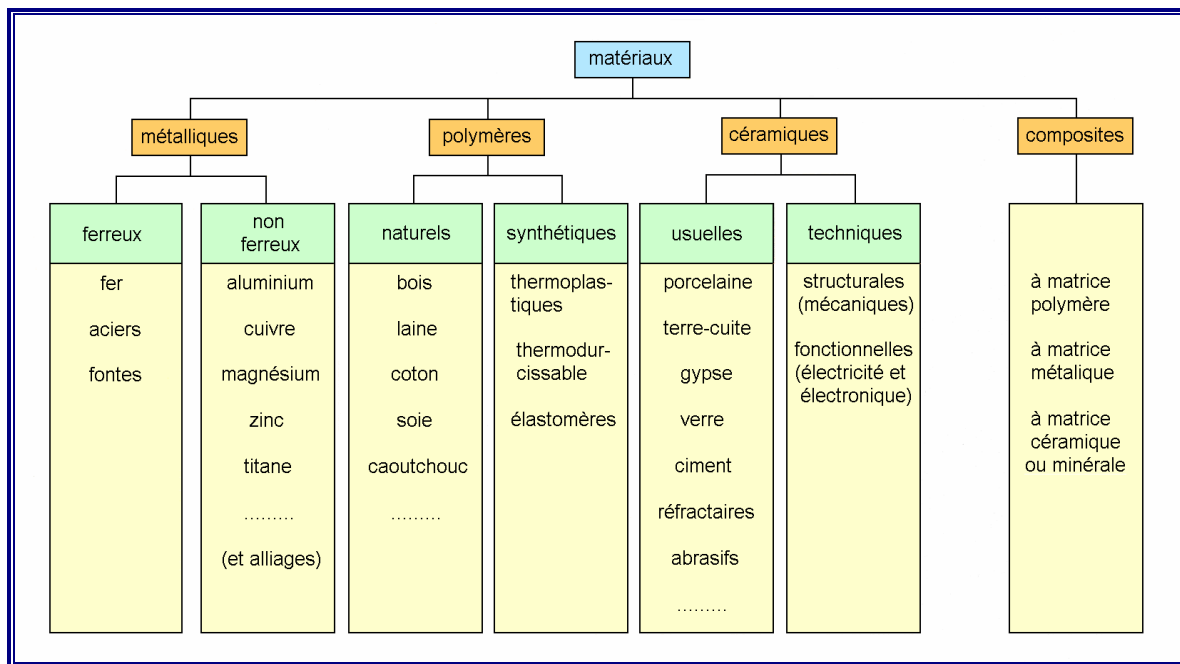 matériaux
métalliques
polymères
céramiques
composites
ferreux
fer
aciers
fontes
non
ferreux
aluminium
cuivre
magnésium
zinc
titane
.........
(et alliages)
naturels
bois
laine
coton
soie
caoutchouc
.........
synthétiques
thermoplas-
tiques
thermodur-
cissable
élastomères
usuelles
porcelaine
terre-cuite
gypse
verre
ciment
réfractaires
abrasifs
.........
techniques
structurales
(mécaniques)
fonctionnelles
(électricité et
électronique)
à matrice
polymère
à matrice
métalique
à matrice
céramique
ou minérale